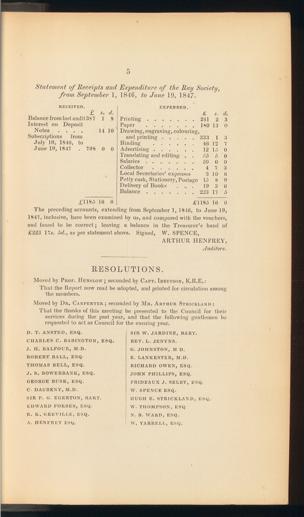 5
Statement of Receipts and Expenditure of the Ray Society,
from September 1, 1846, to June 19, 1847.
RECEIVED.
£ s. d.
Balance from last audit 381 1 8
Interest on Deposit
Notes . . . . 14 10
Subscriptions from
July 10, 1846, to
June 19, 1847 . 798 0 0
£1185 16 0
EXPENDED.
£ s. d.
Printing . . . . . . 241 2 3
Paper . . . . . . 180 13 0
Drawing, engraving, colouring,
and printing . . . . 333 1 3
Binding . . . . . . 46 12 7
Advertising . . . . . 12 15 0
Translating and editing . . 5 0
Salaries . . . . . 50 0 0
Collector . . . . . 4 7 3
Local Secretaries' expenses 3 10 8
Petty cash, Stationery, Postage 15 8 0
Delivery of Books . . . 19 3 0
Balance . . . . . . 223 17 5
£1185 16 0
The preceding accounts, extending from September 1, 1846, to June 19,
1847, inclusive, have been examined by us, and compared with the vouchers,
and found to be correct; leaving a balance in the Treasurer's hand of
£223 17s. 5d., as per statement above. Signed, W. SPENCE,
ARTHUR HENFREY,
Auditors.
RESOLUTIONS.
Moved by Prof. Henslow; seconded by Capt. Ibbetson, K.R.E.:
That the Report now read be adopted, and printed for circulation among
the members.
Moved by Dr. Carpenter; seconded by Mr. Arthur Strickland:
That the thanks of this meeting be presented to the Council for their
services during the past year, and that the following gentlemen be
requested to act as Council for the ensuing year.
D. T. ANSTED, ESQ.
CHARLES C. BABINGTON, ESQ.
J. H. BALFOUR, M.D.
ROBERT BALL, ESQ.
THOMAS BELL, ESQ.
J. S. BOWERBANK, ESQ.
GEORGE BUSK, ESQ.
C. DAUBENY, M.D.
SIR P. G. EGERTON, BART.
EDWARD FORBES, ESQ.
R. K. GREVILLE, ESQ.
A. HENFREY ESQ.
SIR W. JARDINE, BART.
REV. L. JENYNS.
G. JOHNSTON, M D.
E. LANKESTER, M.D.
RICHARD OWEN, ESQ.
JOHN PHILLIPS, ESQ.
PRIDEAUX J. SELBY, ESQ.
W. SPENCE ESQ.
HUGH E. STRICKLAND, ESQ.
W. THOMPSON, ESQ
N. B. WARD, ESQ.
W. YARRELL, ESQ.